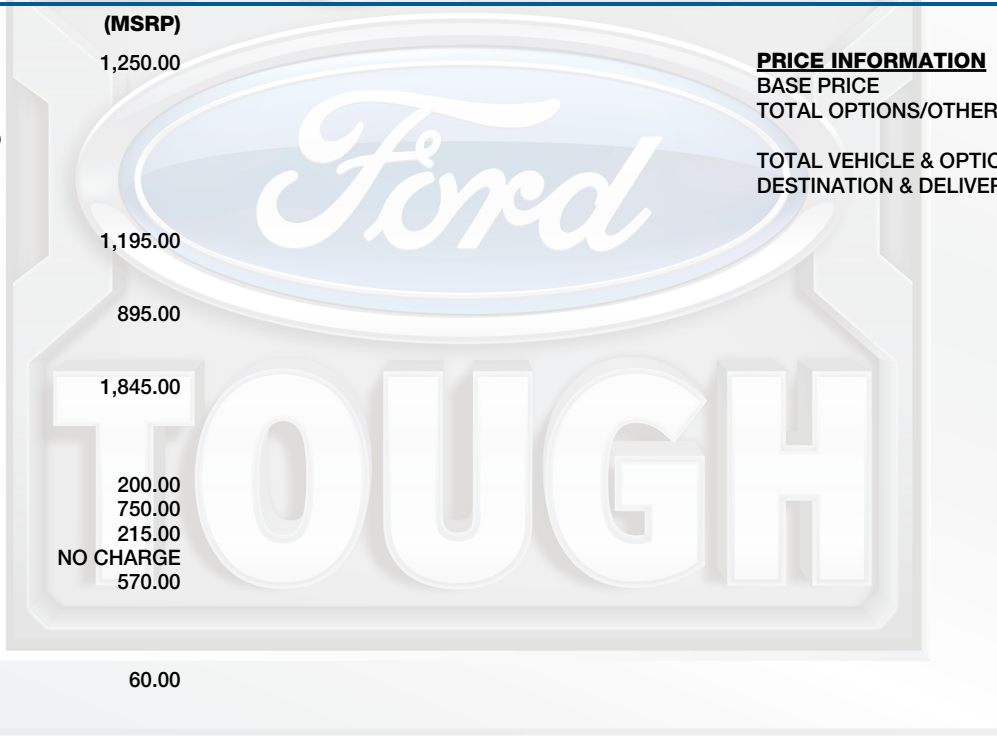 (MSRP)
1,250.00
1,195.00
895.00
1,845.00
200.00
750.00
215.00
NO CHARGE
570.00
60.00
PRICE INFORMATION
BASE PRICE
TOTAL OPTIONS/OTHER
TOTAL VEHICLE & OPTIO
DESTINATION & DELIVER
Ford
TOUGH